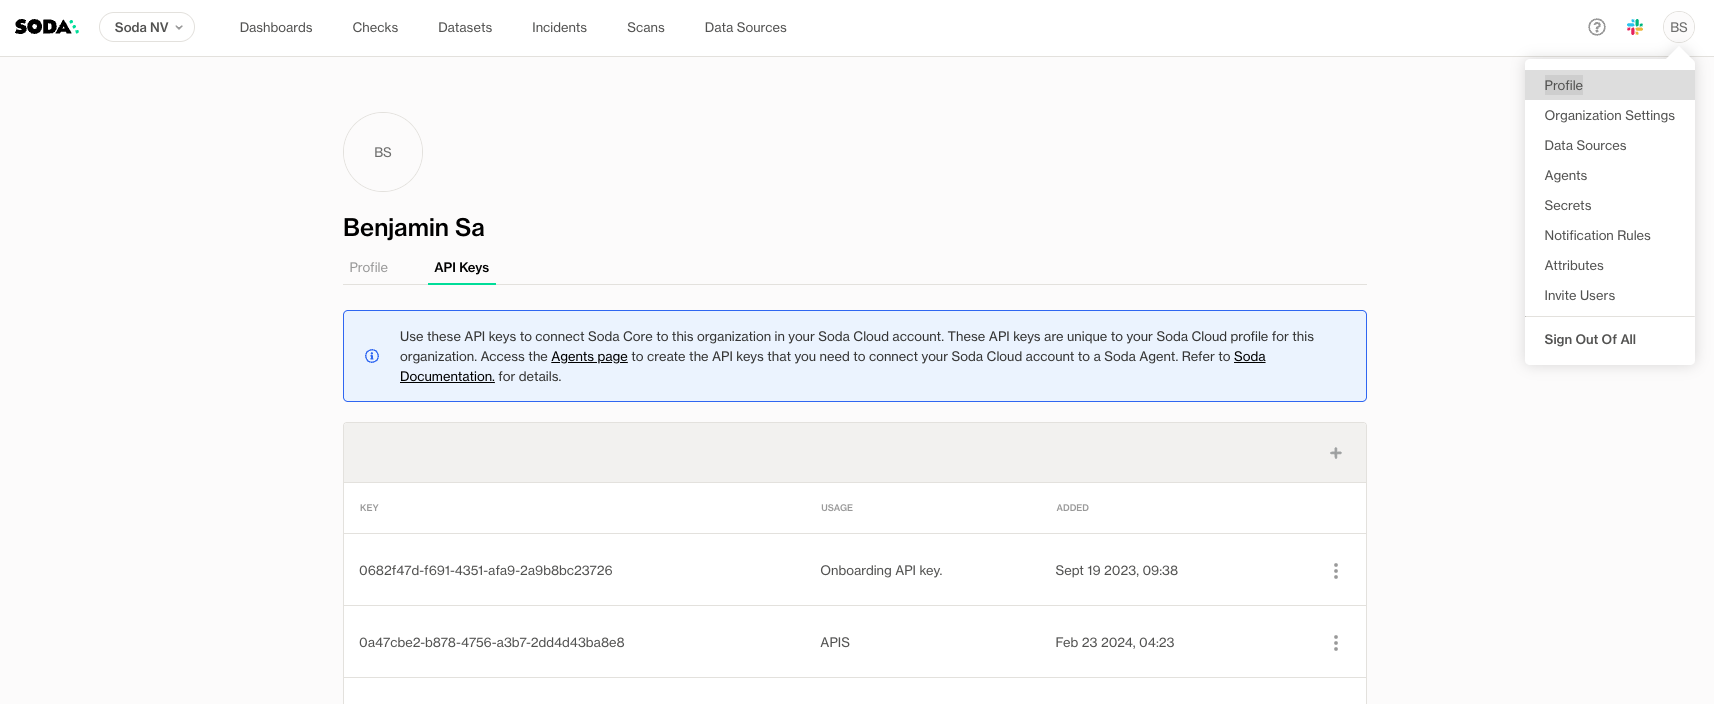 SODA
Soda NV
Dashboards
Checks
Datasets
Incidents
Scans
Data Sources
BS
Profile
Organization Settings
Data Sources
Agents
Secrets
Notification Rules
Attributes
Invite Users
Sign Out Of All
BS
Benjamin Sa
Profile
API Keys
Use these API keys to connect Soda Core to this organization in your Soda Cloud account. These API keys are unique to your Soda Cloud profile for this
organization. Access the Agents page to create the API keys that you need to connect your Soda Cloud account to a Soda Agent. Refer to Soda
Documentation. for details.
KEY USAGE ADDED
0682f47d-f691-4351-afa9-2a9b8bc23726 Onboarding API key. Sept 19 2023, 09:38
0a47cbe2-b878-4756-a3b7-2dd4d43ba8e8 APIS Feb 23 2024, 04:23